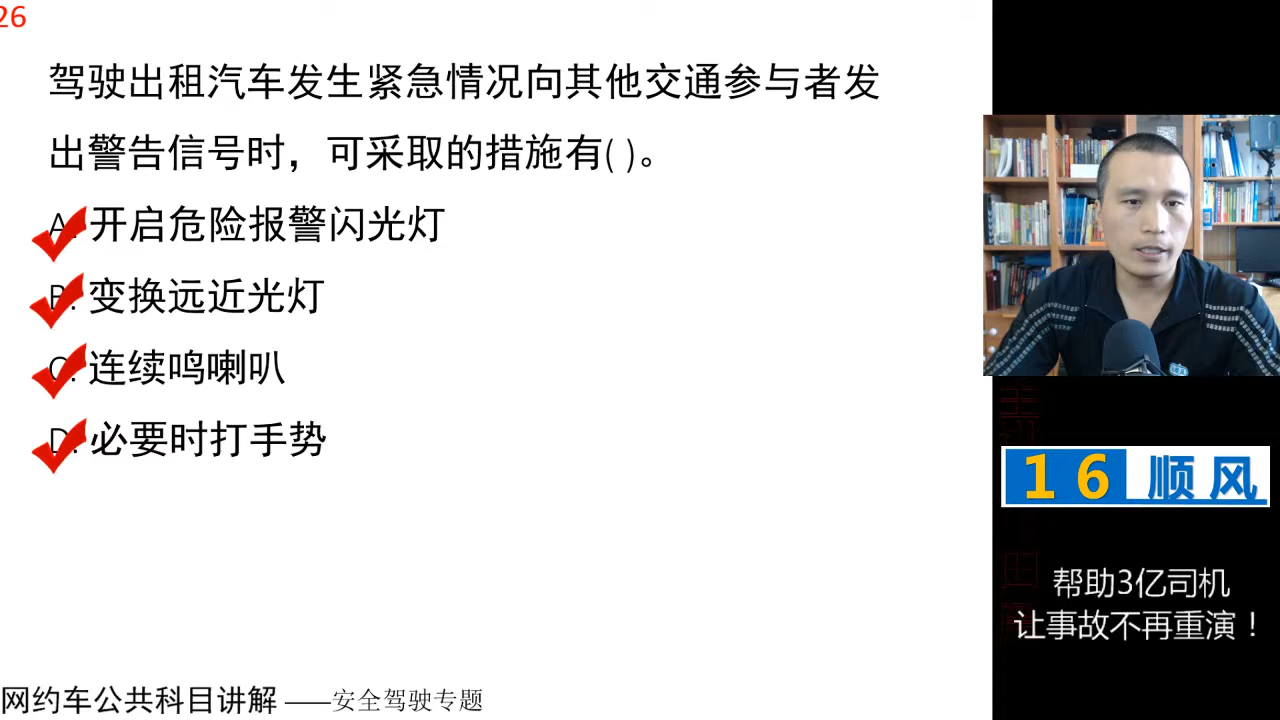 26
驾驶出租汽车发生紧急情况向其他交通参与者发
出警告信号时，可采取的措施有( )。
A. 开启危险报警闪光灯
B. 变换远近光灯
C. 连续鸣喇叭
D. 必要时打手势
16顺风
帮助3亿司机
让事故不再重演！
网约车公共科目讲解 ——安全驾驶专题